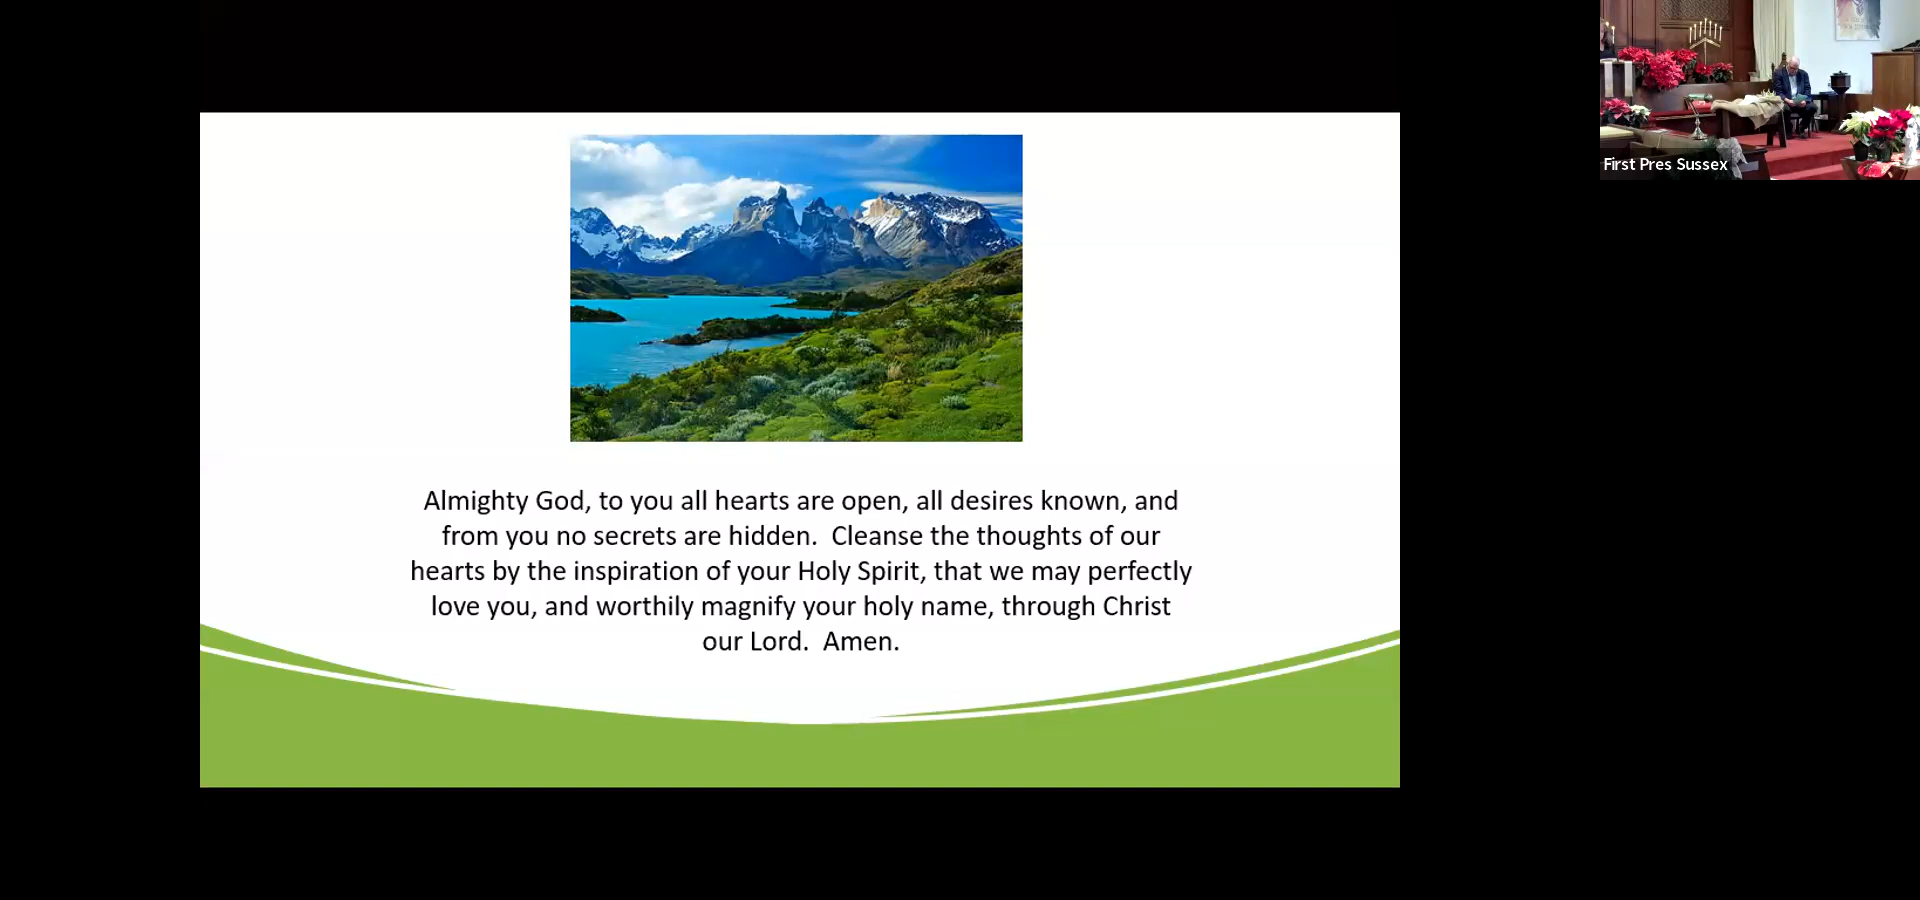 Almighty God, to you all hearts are open, all desires known, and
from you no secrets are hidden.  Cleanse the thoughts of our
hearts by the inspiration of your Holy Spirit, that we may perfectly
love you, and worthily magnify your holy name, through Christ
our Lord.  Amen.
First Pres Sussex